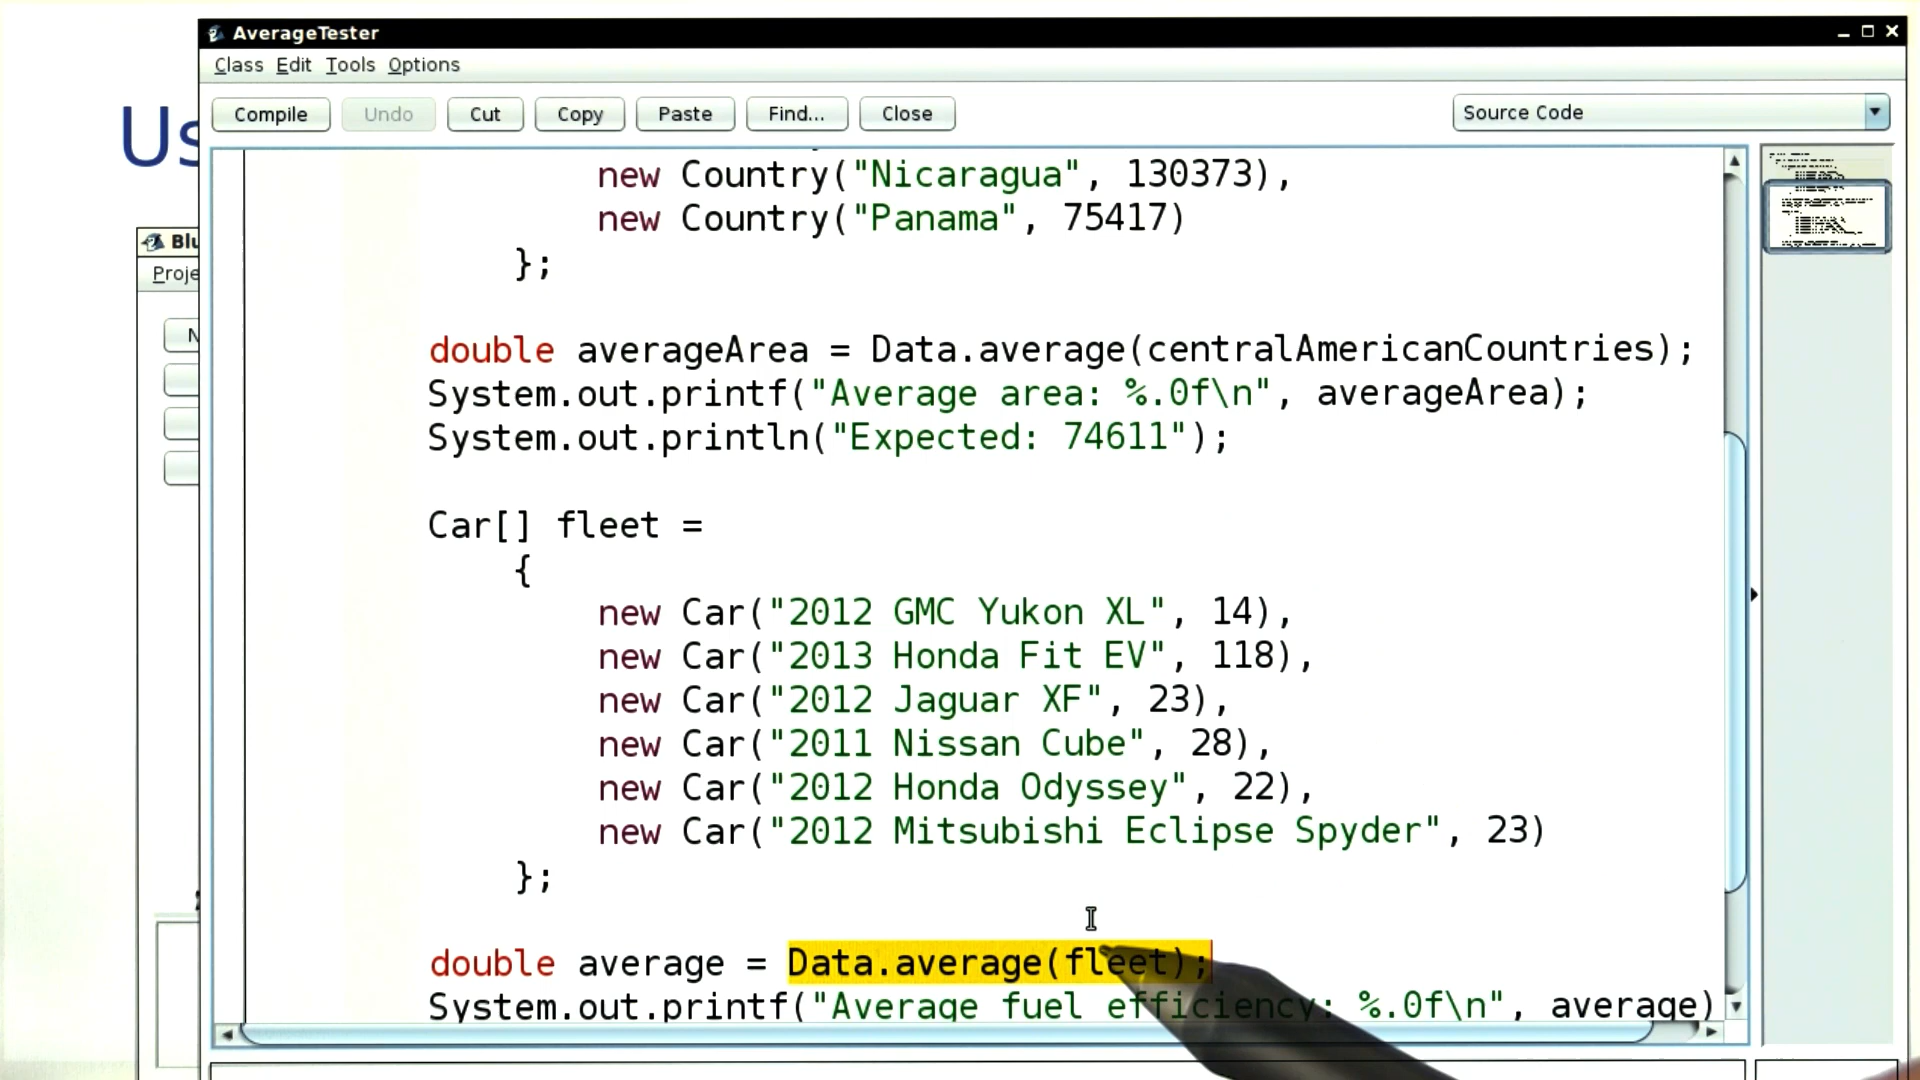 Us
AverageTester
Class Edit Tools Options
Compile Undo Cut Copy Paste Find... Close Source Code
Blu
Proje
N
new Country("Nicaragua", 130373),
new Country("Panama", 75417)
};
double averageArea = Data.average(centralAmericanCountries);
System.out.printf("Average area: %.0f\n", averageArea);
System.out.println("Expected: 74611");
Car[] fleet =
{
new Car("2012 GMC Yukon XL", 14),
new Car("2013 Honda Fit EV", 118),
new Car("2012 Jaguar XF", 23),
new Car("2011 Nissan Cube", 28),
new Car("2012 Honda Odyssey", 22),
new Car("2012 Mitsubishi Eclipse Spyder", 23)
};
double average = Data.average(fleet);
System.out.printf("Average fuel efficiency: %.0f\n", average)